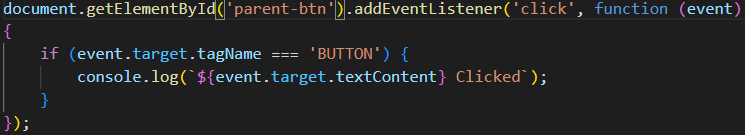 document.getElementById('parent-btn').addEventListener('click', function (event)
{
    if (event.target.tagName === 'BUTTON') {
        console.log(`${event.target.textContent} Clicked`);
    }
});